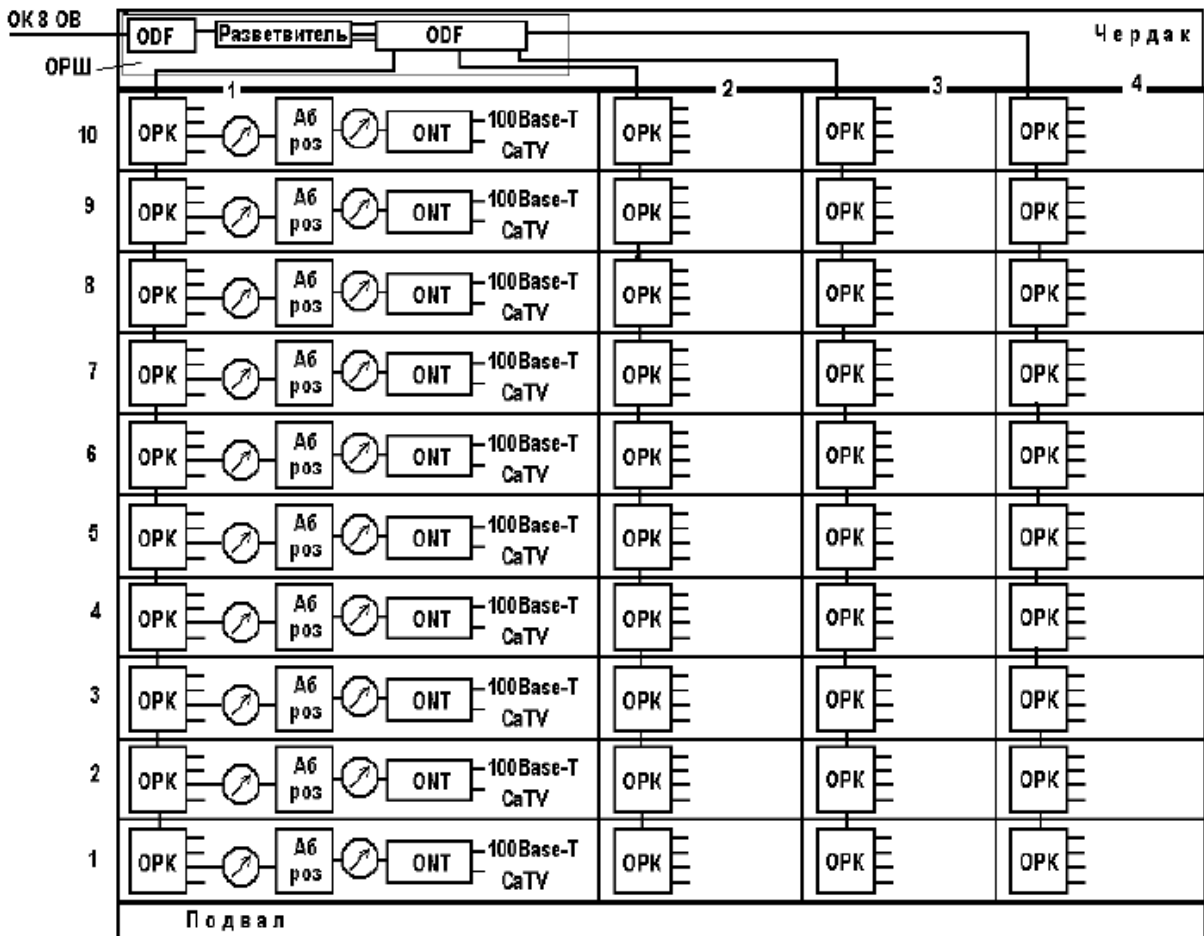 ОК 8 ОВ
ODF Разветвитель ODF Чердак
ОРШ
1 2 3 4
10 ОРК Аб роз ONT 100Base-T CaTV ОРК ОРК ОРК
9 ОРК Аб роз ONT 100Base-T CaTV ОРК ОРК ОРК
8 ОРК Аб роз ONT 100Base-T CaTV ОРК ОРК ОРК
7 ОРК Аб роз ONT 100Base-T CaTV ОРК ОРК ОРК
6 ОРК Аб роз ONT 100Base-T CaTV ОРК ОРК ОРК
5 ОРК Аб роз ONT 100Base-T CaTV ОРК ОРК ОРК
4 ОРК Аб роз ONT 100Base-T CaTV ОРК ОРК ОРК
3 ОРК Аб роз ONT 100Base-T CaTV ОРК ОРК ОРК
2 ОРК Аб роз ONT 100Base-T CaTV ОРК ОРК ОРК
1 ОРК Аб роз ONT 100Base-T CaTV ОРК ОРК ОРК
Подвал